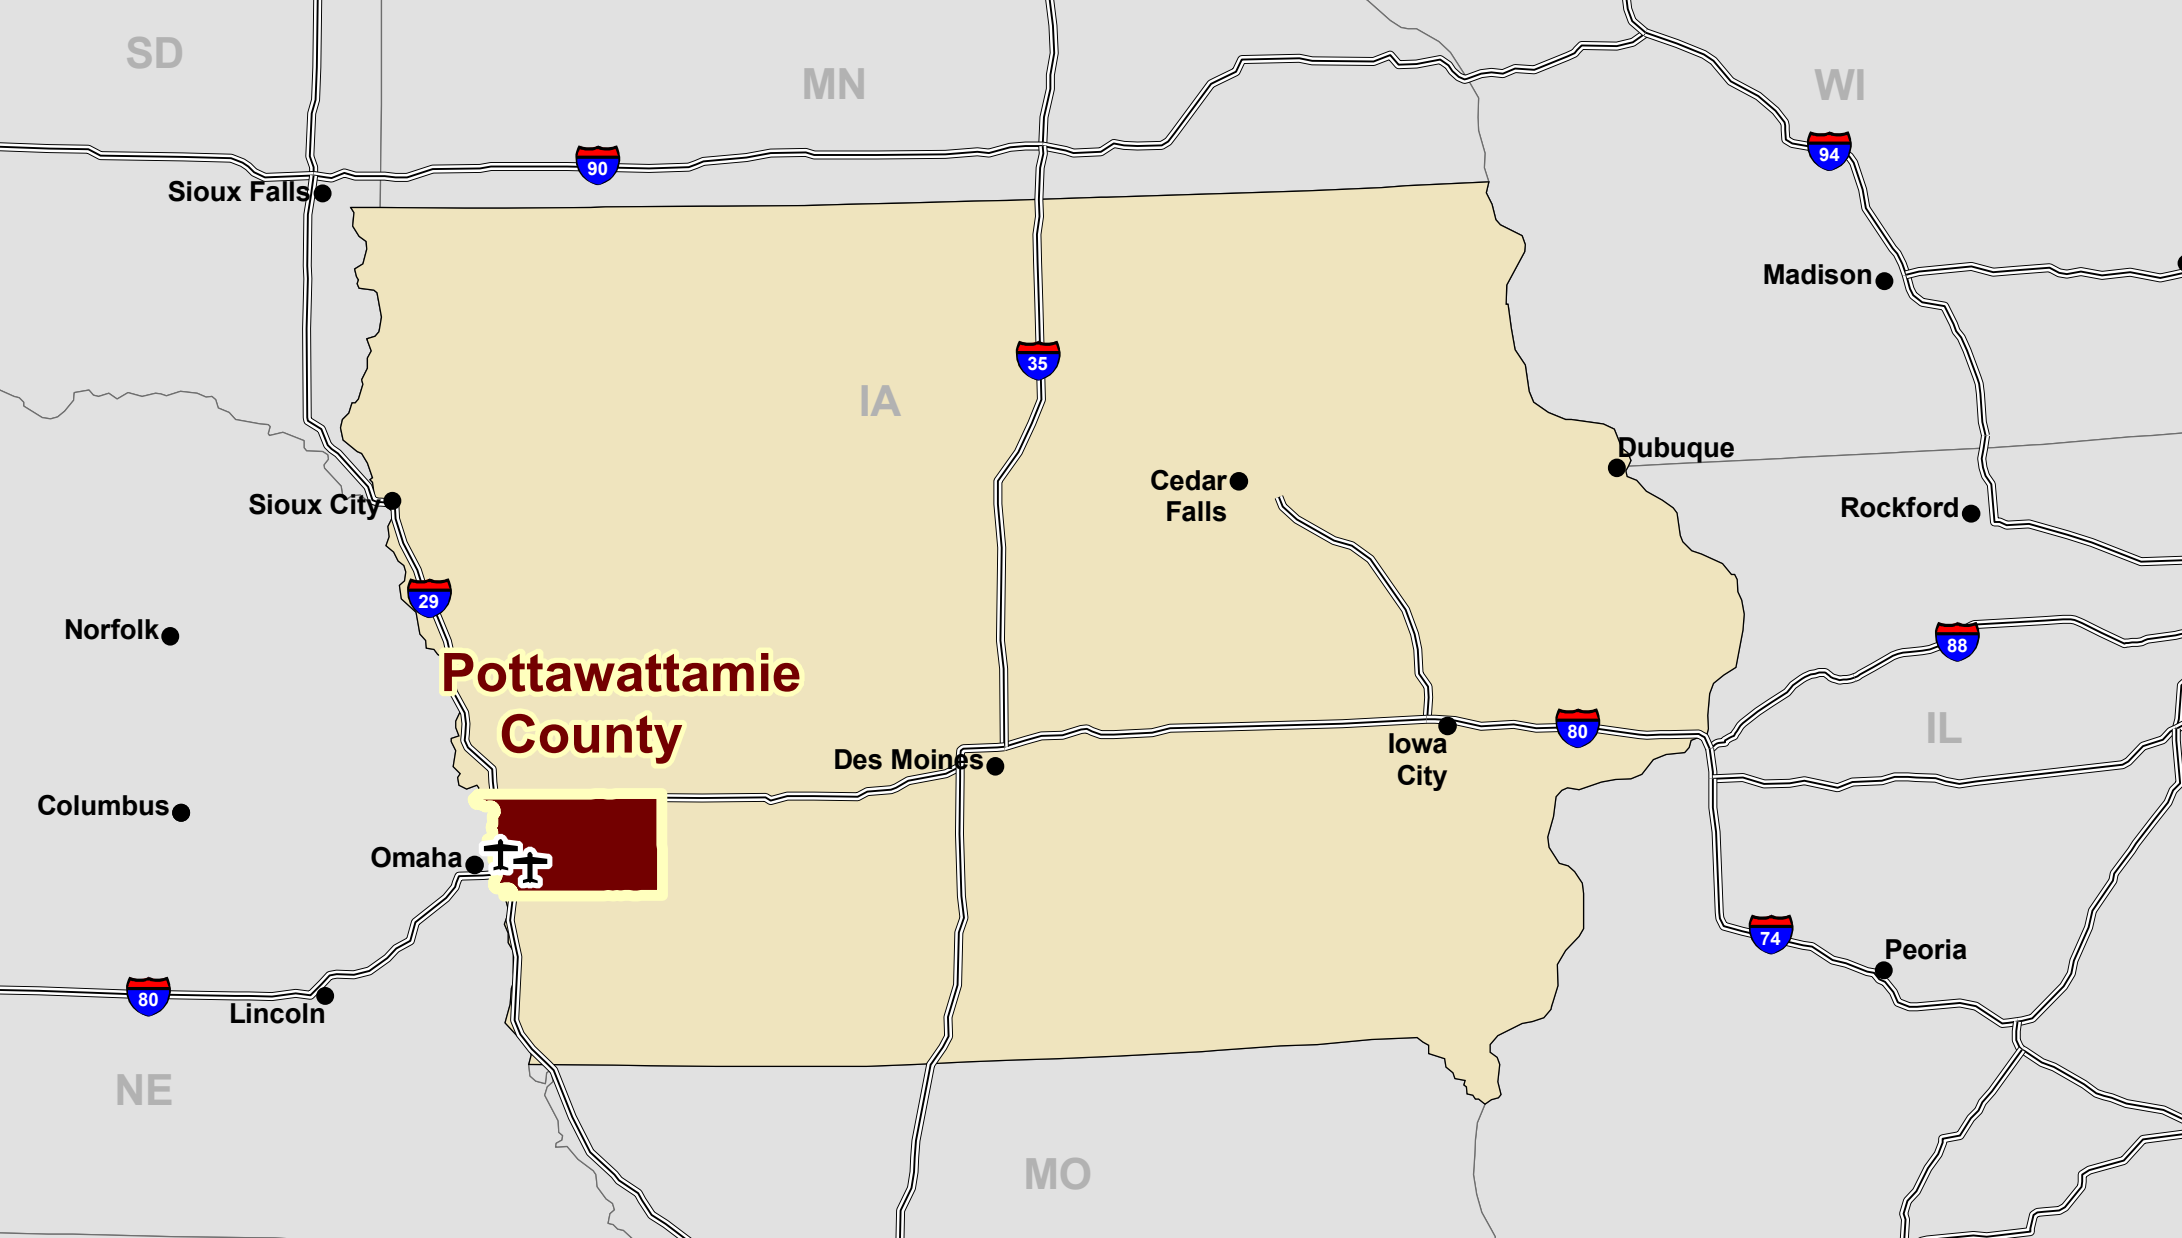 SD
MN
WI
90
94
Sioux Falls
Madison
35
IA
Dubuque
Cedar
Falls
Sioux City
Rockford
29
Norfolk
88
Pottawattamie
County
80
IL
Iowa
City
Des Moines
Columbus
Omaha
74
Peoria
80
Lincoln
NE
MO